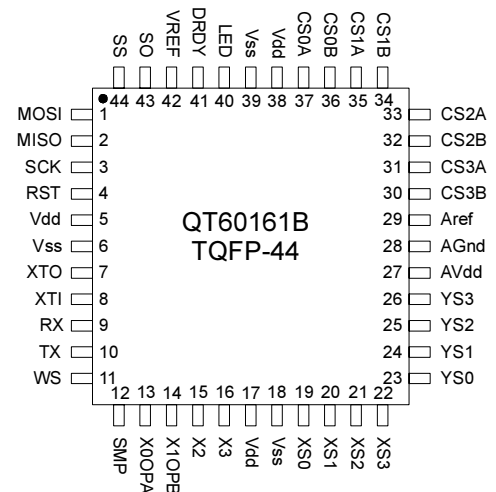 SS SO VREF DRDY LED Vss Vdd CS0A CS0B CS1A CS1B
44 43 42 41 40 39 38 37 36 35 34
MOSI 1
MISO 2
SCK 3
RST 4
Vdd 5
Vss 6
XTO 7
XTI 8
RX 9
TX 10
WS 11
QT60161B
TQFP-44
33 CS2A
32 CS2B
31 CS3A
30 CS3B
29 Aref
28 AGnd
27 AVdd
26 YS3
25 YS2
24 YS1
23 YS0
12 13 14 15 16 17 18 19 20 21 22
SMP X0OPA X1OPB X2 X3 Vdd Vss XS0 XS1 XS2 XS3